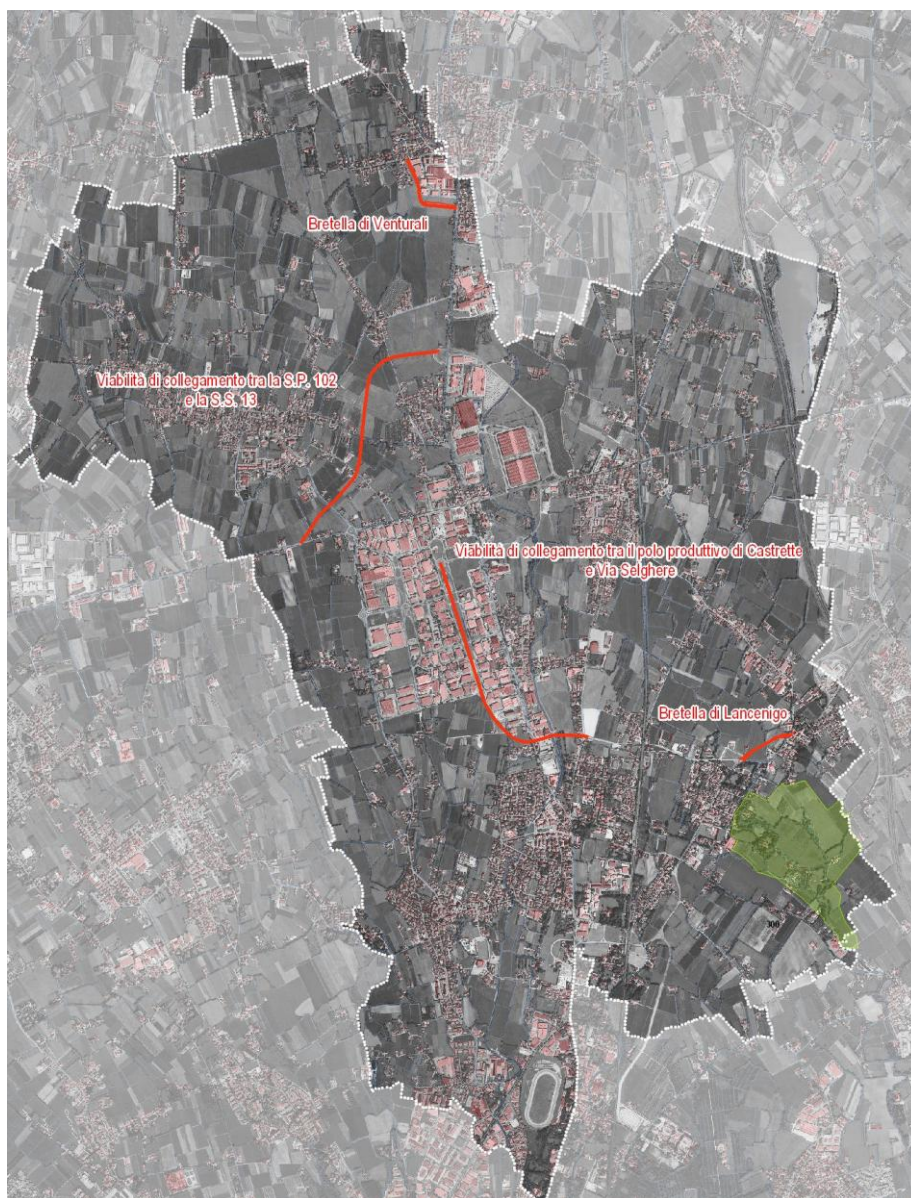 Bretella di Venturali
Viabilità di collegamento tra la S.P. 102
e la S.S. 13
Viabilità di collegamento tra il polo produttivo di Castrette
e Via Selghere
Bretella di Lancenigo